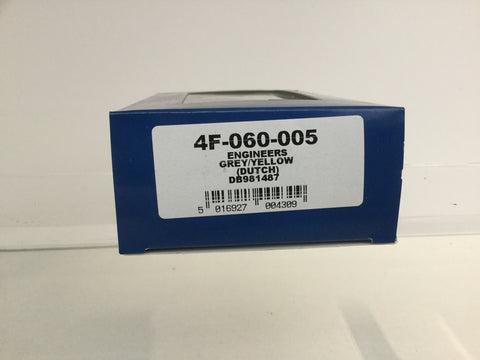 4F-060-005
ENGINEERS
GREY/YELLOW
(DUTCH)
DB981487
5 016927 004309